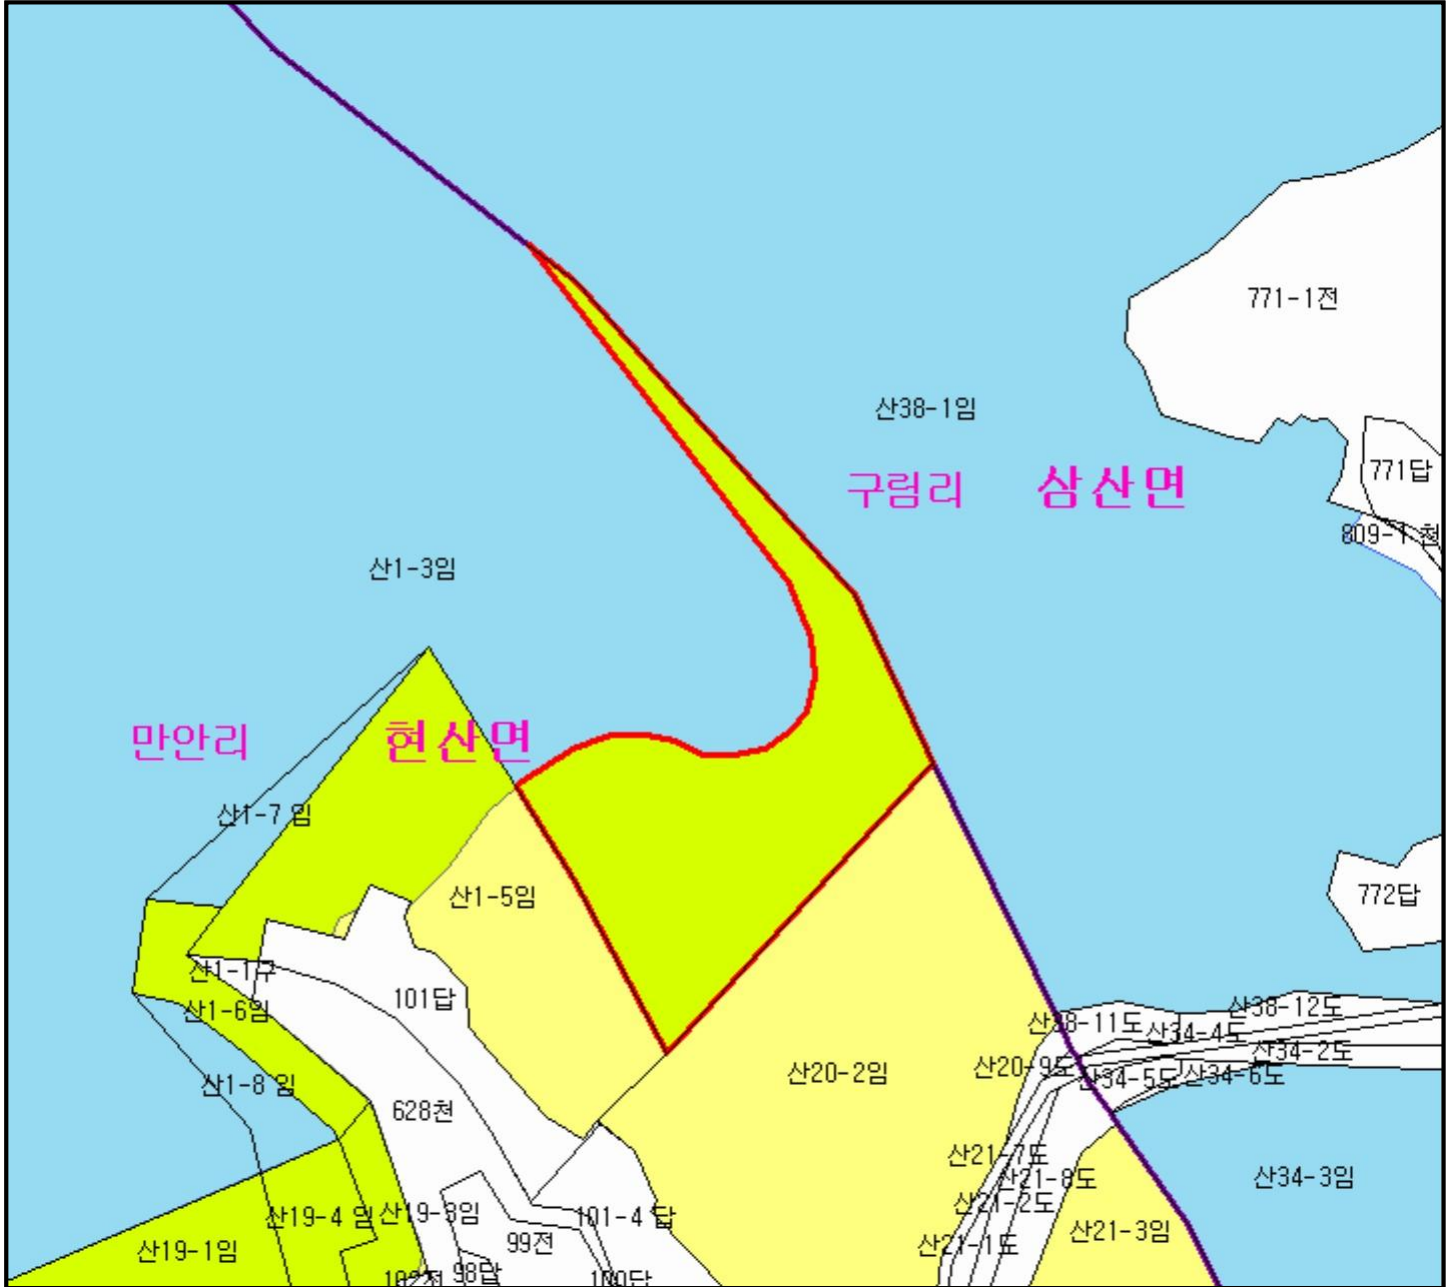 771-1전
산38-1임
771답
구림리 삼산면
809-1 천
산1-3임
만안리 현산면
산1-7 임
772답
산1-5임
산1-1구
101답
산1-6임
산38-12도
산38-11도
산34-4도
산34-2도
산20-9도
산20-2임
산34-5도
산34-6도
산1-8 임
628천
산21-7도
산21-8도
산34-3임
산21-2도
산19-4 임
산19-3임
101-4 답
산21-3임
99전
산21-1도
산19-1임
98답
102전
100답